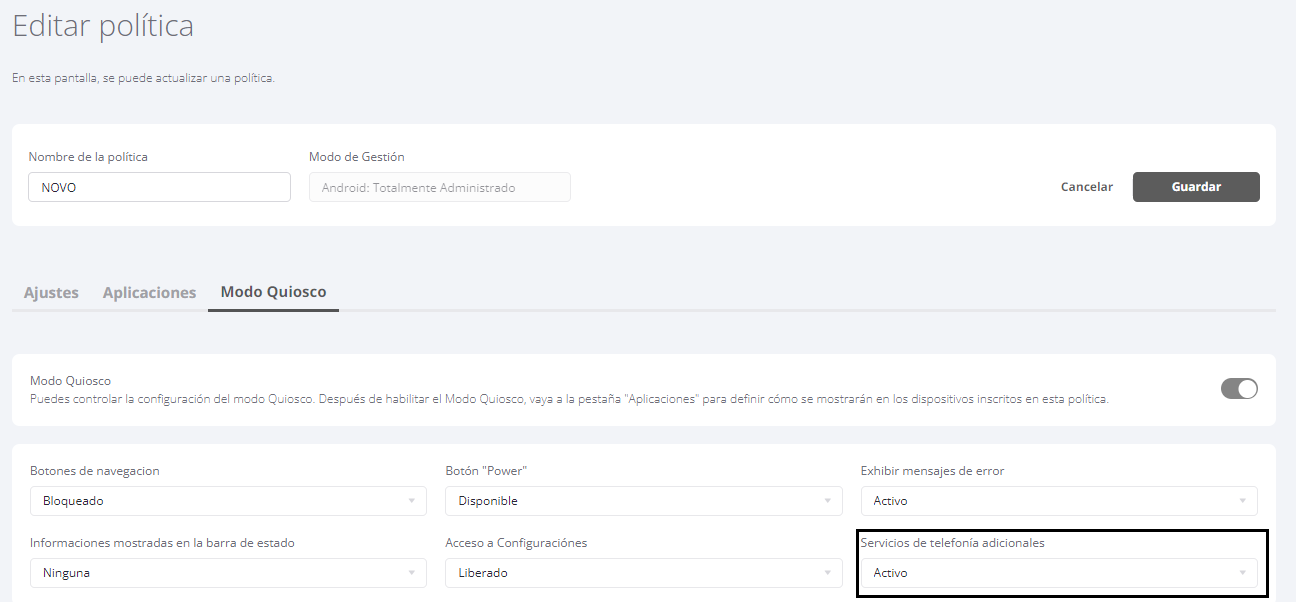 Editar política
En esta pantalla, se puede actualizar una política.
Nombre de la política
Modo de Gestión
NOVO
Android: Totalmente Administrado
Cancelar
Guardar
Ajustes
Aplicaciones
Modo Quiosco
Modo Quiosco
Puedes controlar la configuración del modo Quiosco. Después de habilitar el Modo Quiosco, vaya a la pestaña "Aplicaciones" para definir cómo se mostrarán en los dispositivos inscritos en esta política.
Botones de navegacion
Botón "Power"
Exhibir mensajes de error
Bloqueado
Disponible
Activo
Informaciones mostradas en la barra de estado
Acceso a Configuraciónes
Servicios de telefonía adicionales
Ninguna
Liberado
Activo